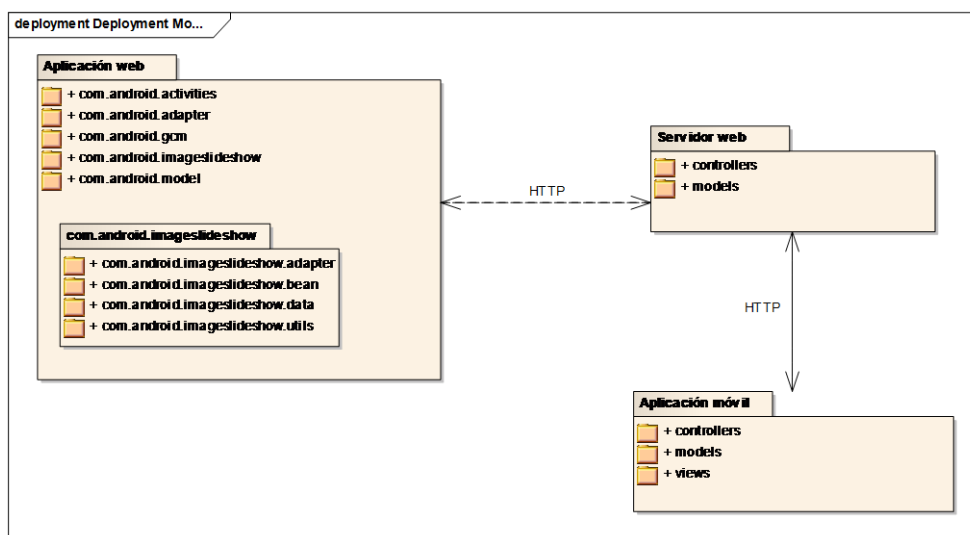 deployment Deployment Mo...
Aplicación web
+ com.android.activities
+ com.android.adapter
+ com.android.gcm
+ com.android.imageslideshow
+ com.android.model
com.android.imageslideshow
+ com.android.imageslideshow.adapter
+ com.android.imageslideshow.bean
+ com.android.imageslideshow.data
+ com.android.imageslideshow.utils
HTTP
Servidor web
+ controllers
+ models
HTTP
Aplicación móvil
+ controllers
+ models
+ views